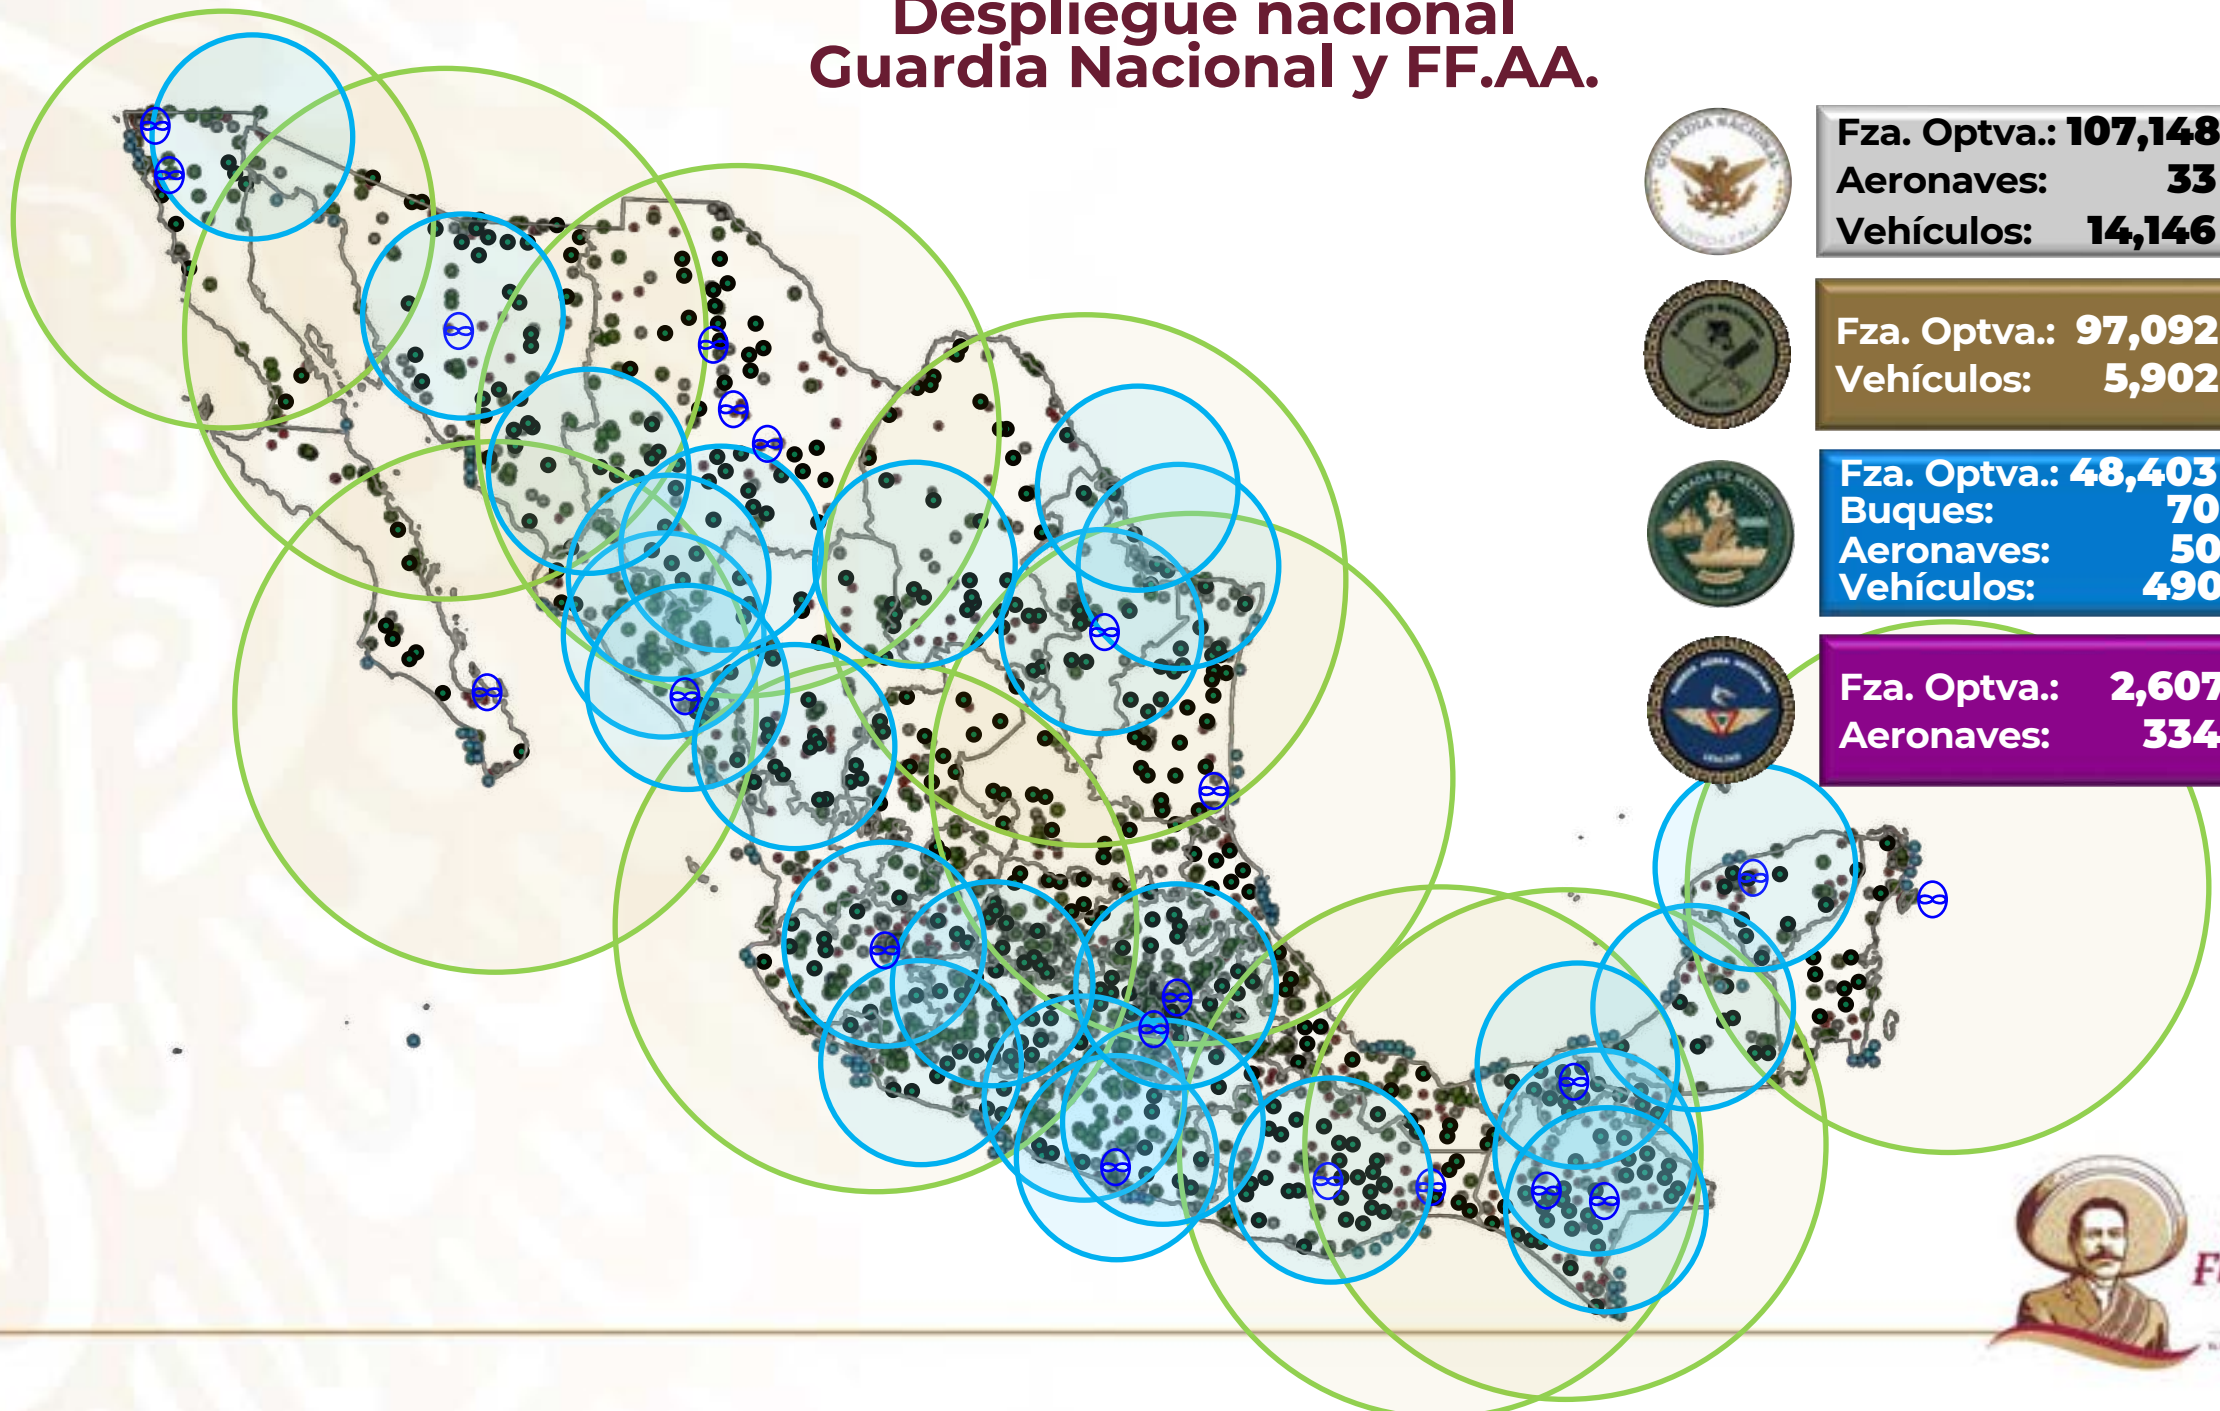 Despliegue nacional
Guardia Nacional y FF.AA.
GUARDIA NACIONAL
Fza. Optva.: 107,148
Aeronaves: 33
Vehículos: 14,146
Fza. Optva.: 97,092
Vehículos: 5,902
Fza. Optva.: 48,403
Buques: 70
Aeronaves: 50
Vehículos: 490
Fza. Optva.: 2,607
Aeronaves: 334